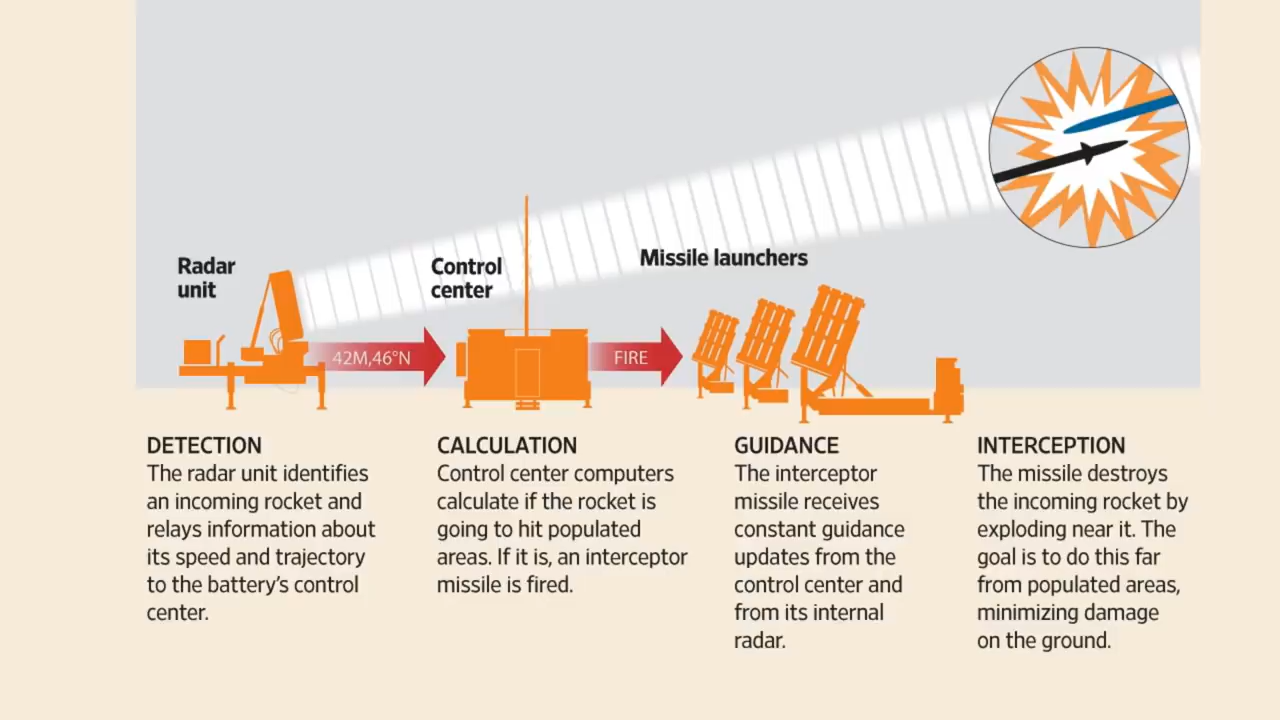 Radar
unit
Control
center
Missile launchers
42M,46°N
FIRE
DETECTION
The radar unit identifies
an incoming rocket and
relays information about
its speed and trajectory
to the battery's control
center.
CALCULATION
Control center computers
calculate if the rocket is
going to hit populated
areas. If it is, an interceptor
missile is fired.
GUIDANCE
The interceptor
missile receives
constant guidance
updates from the
control center and
from its internal
radar.
INTERCEPTION
The missile destroys
the incoming rocket by
exploding near it. The
goal is to do this far
from populated areas,
minimizing damage
on the ground.